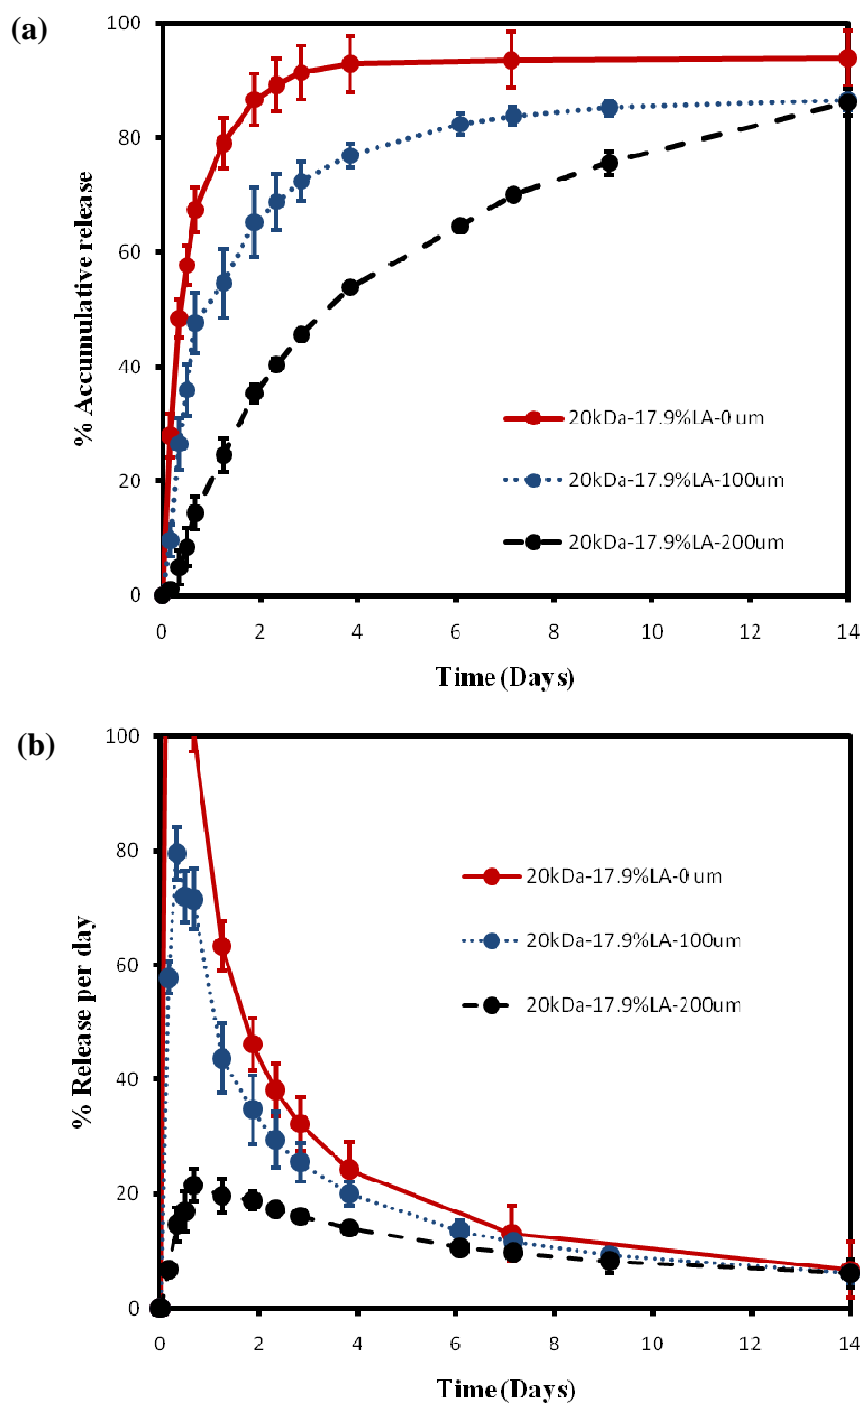 (a)
100
80
60
40
20
0
% Accumulative release
20kDa-17.9%LA-0 um
20kDa-17.9%LA-100um
20kDa-17.9%LA-200um
0 2 4 6 8 10 12 14
Time (Days)
(b)
100
80
60
40
20
0
% Release per day
20kDa-17.9%LA-0 um
20kDa-17.9%LA-100um
20kDa-17.9%LA-200um
0 2 4 6 8 10 12 14
Time (Days)